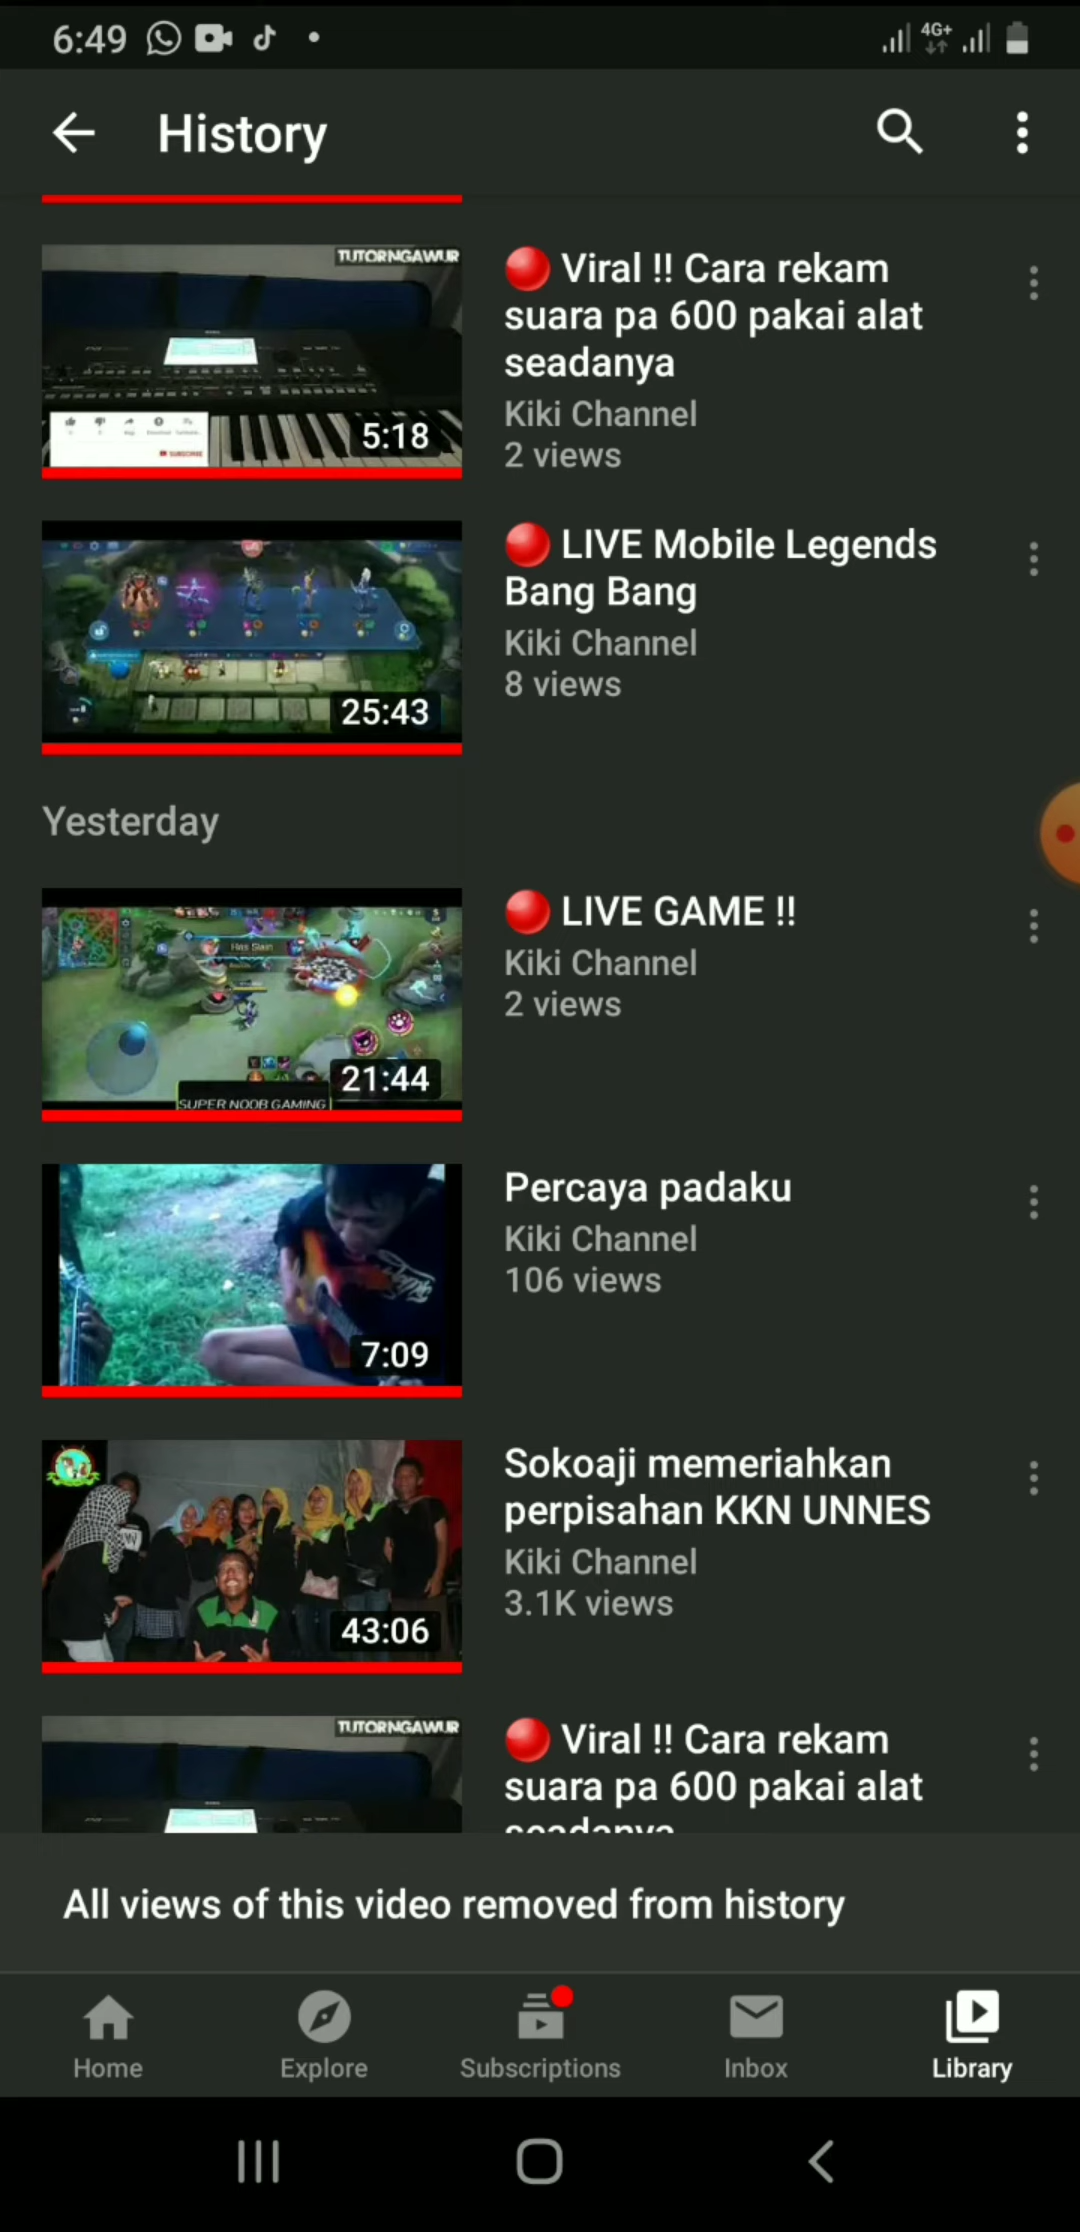 6:49
4G+
History
TUTORNGAWUR
SUBSCRIBE
5:18
🔴 Viral !! Cara rekam
suara pa 600 pakai alat
seadanya
Kiki Channel
2 views
25:43
🔴 LIVE Mobile Legends
Bang Bang
Kiki Channel
8 views
Yesterday
Has Slain
SUPER NOOB GAMING
21:44
🔴 LIVE GAME !!
Kiki Channel
2 views
7:09
Percaya padaku
Kiki Channel
106 views
43:06
Sokoaji memeriahkan
perpisahan KKN UNNES
Kiki Channel
3.1K views
TUTORNGAWUR
🔴 Viral !! Cara rekam
suara pa 600 pakai alat
seadanya
All views of this video removed from history
Home
Explore
Subscriptions
Inbox
Library